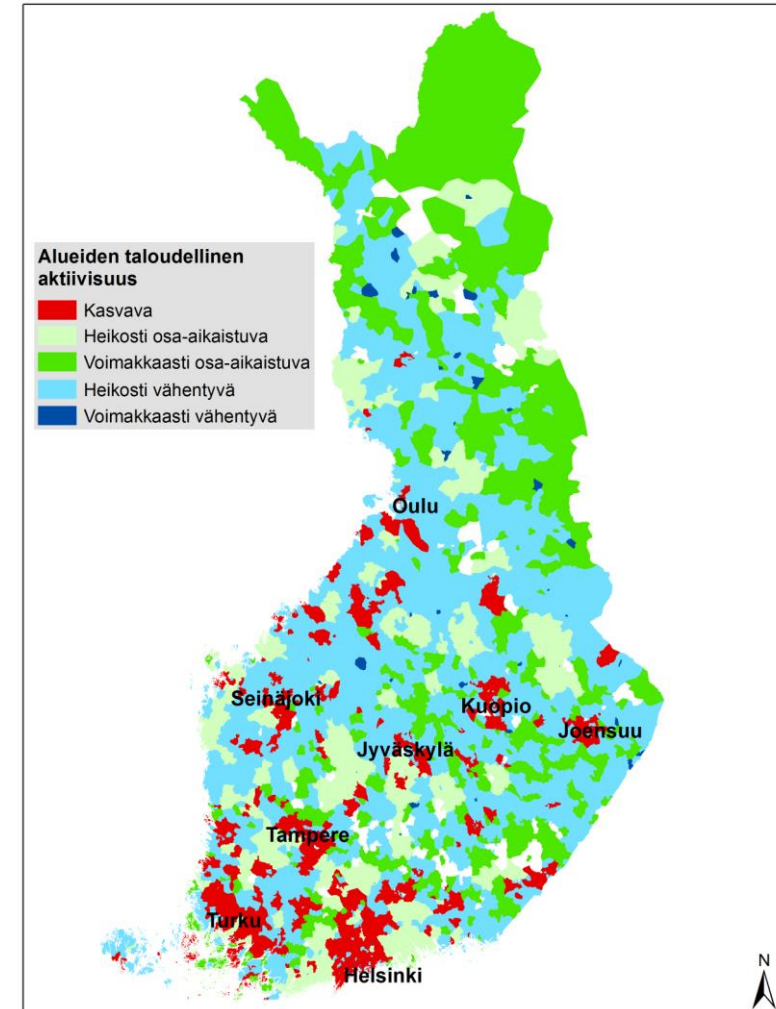 Alueiden taloudellinen
aktiivisuus
Kasvava
Heikosti osa-aikaistuva
Voimakkaasti osa-aikaistuva
Heikosti vähentyvä
Voimakkaasti vähentyvä
Oulu
Seinäjoki
Kuopio
Joensuu
Jyväskylä
Tampere
Turku
Helsinki
N